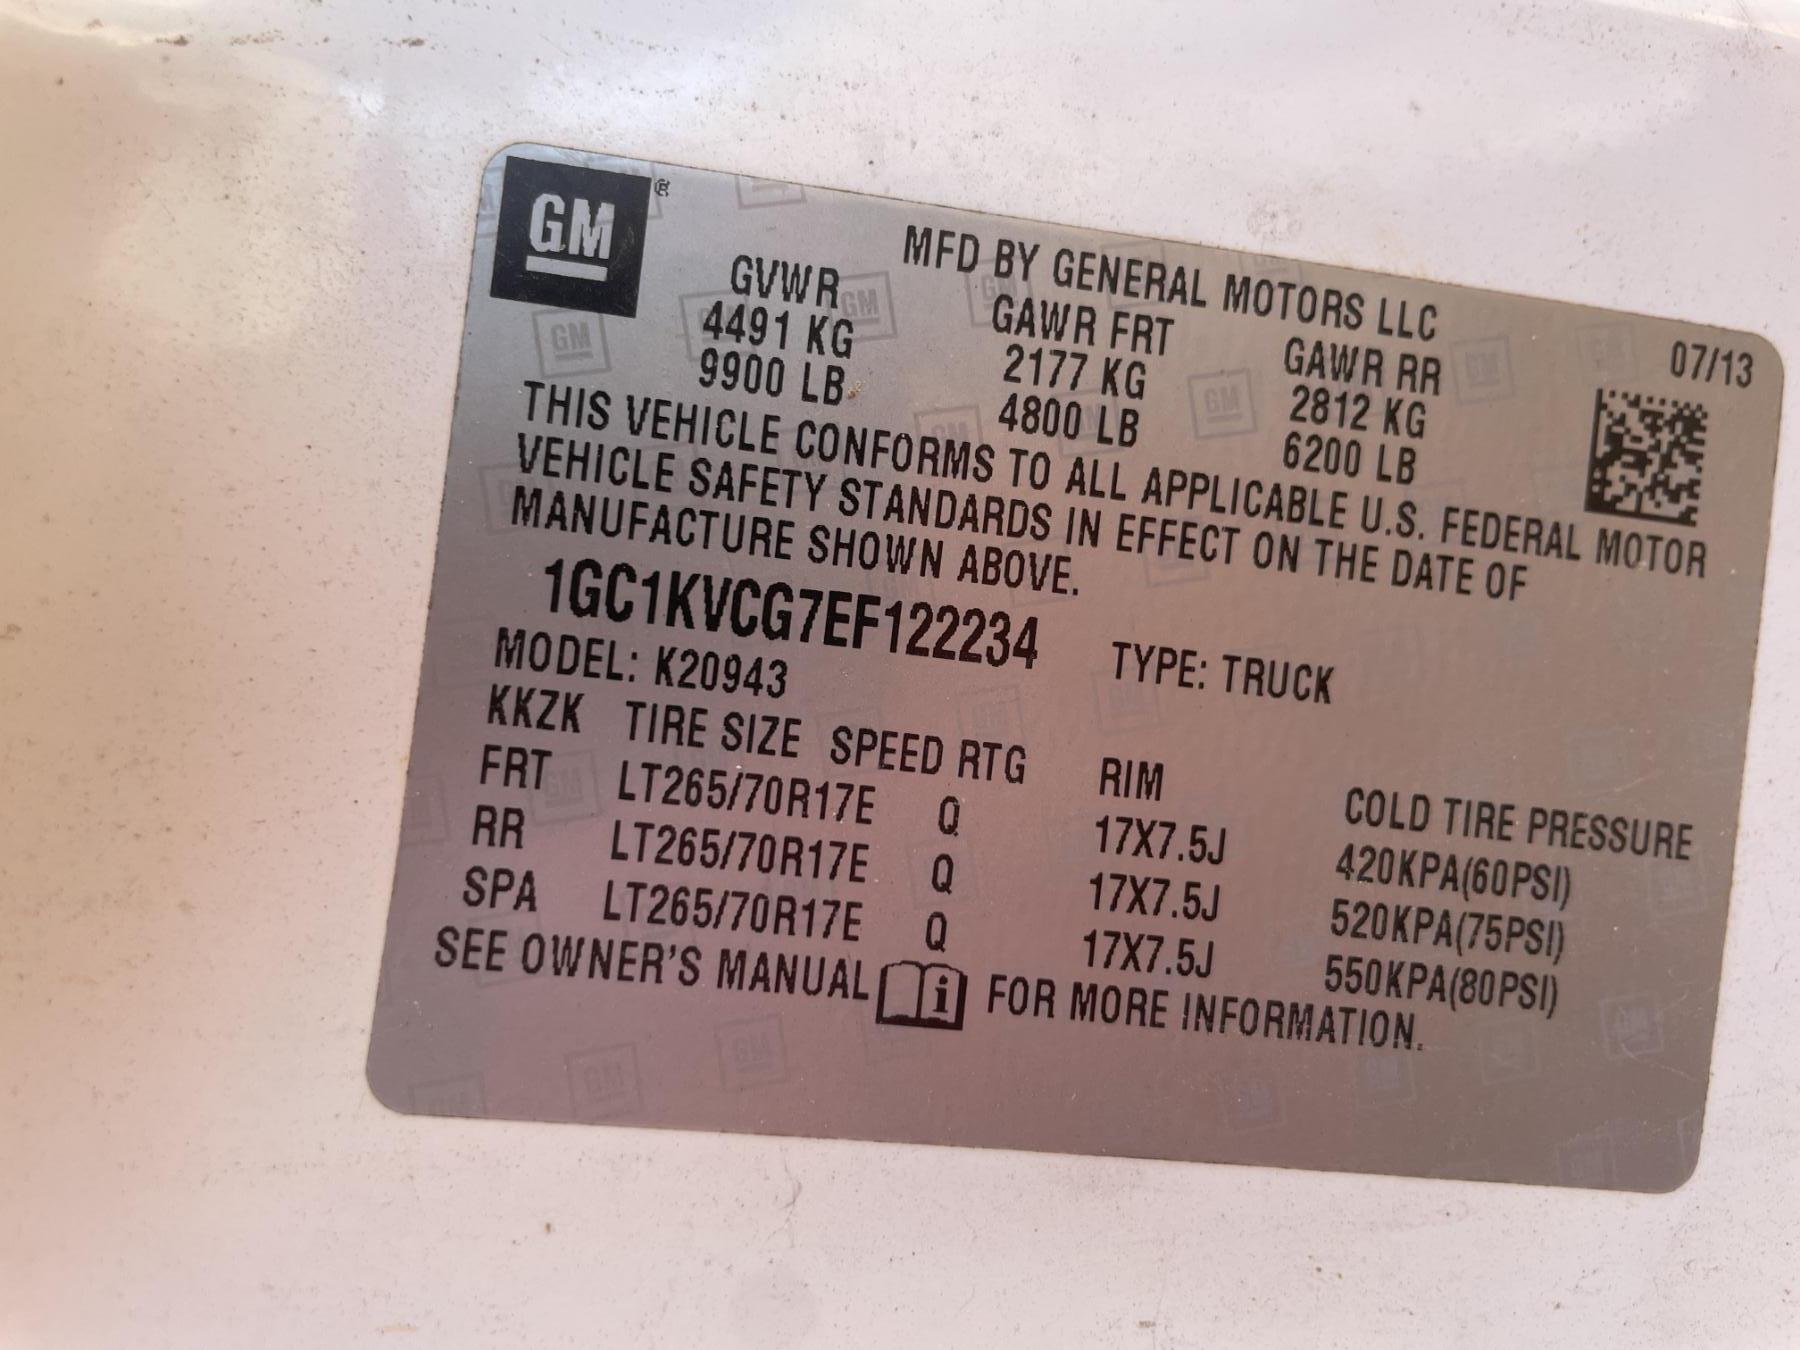 GM
MFD BY GENERAL MOTORS LLC
GVWR GAWR FRT GAWR RR 07/13
4491 KG 2177 KG 2812 KG
9900 LB 4800 LB 6200 LB
THIS VEHICLE CONFORMS TO ALL APPLICABLE U.S. FEDERAL MOTOR
VEHICLE SAFETY STANDARDS IN EFFECT ON THE DATE OF
MANUFACTURE SHOWN ABOVE.
1GC1KVCG7EF122234 TYPE: TRUCK
MODEL: K20943
KKZK TIRE SIZE SPEED RTG RIM COLD TIRE PRESSURE
FRT LT265/70R17E Q 17X7.5J 420KPA(60PSI)
RR LT265/70R17E Q 17X7.5J 520KPA(75PSI)
SPA LT265/70R17E Q 17X7.5J 550KPA(80PSI)
SEE OWNER'S MANUAL i FOR MORE INFORMATION.